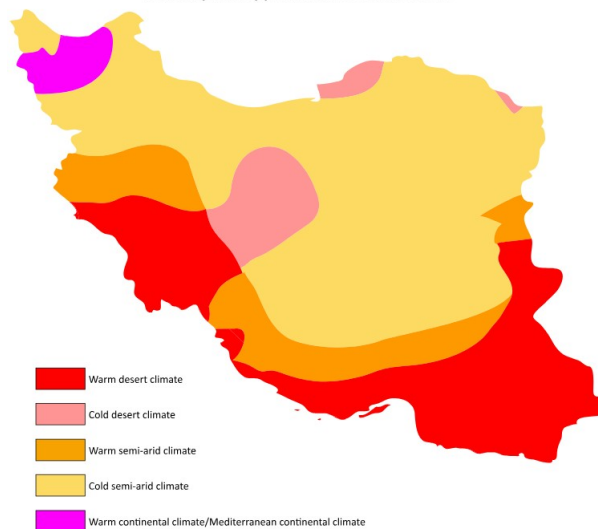 Warm desert climate
Cold desert climate
Warm semi-arid climate
Cold semi-arid climate
Warm continental climate/Mediterranean continental climate